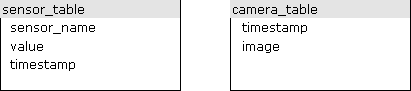 sensor_table
sensor_name
value
timestamp
camera_table
timestamp
image